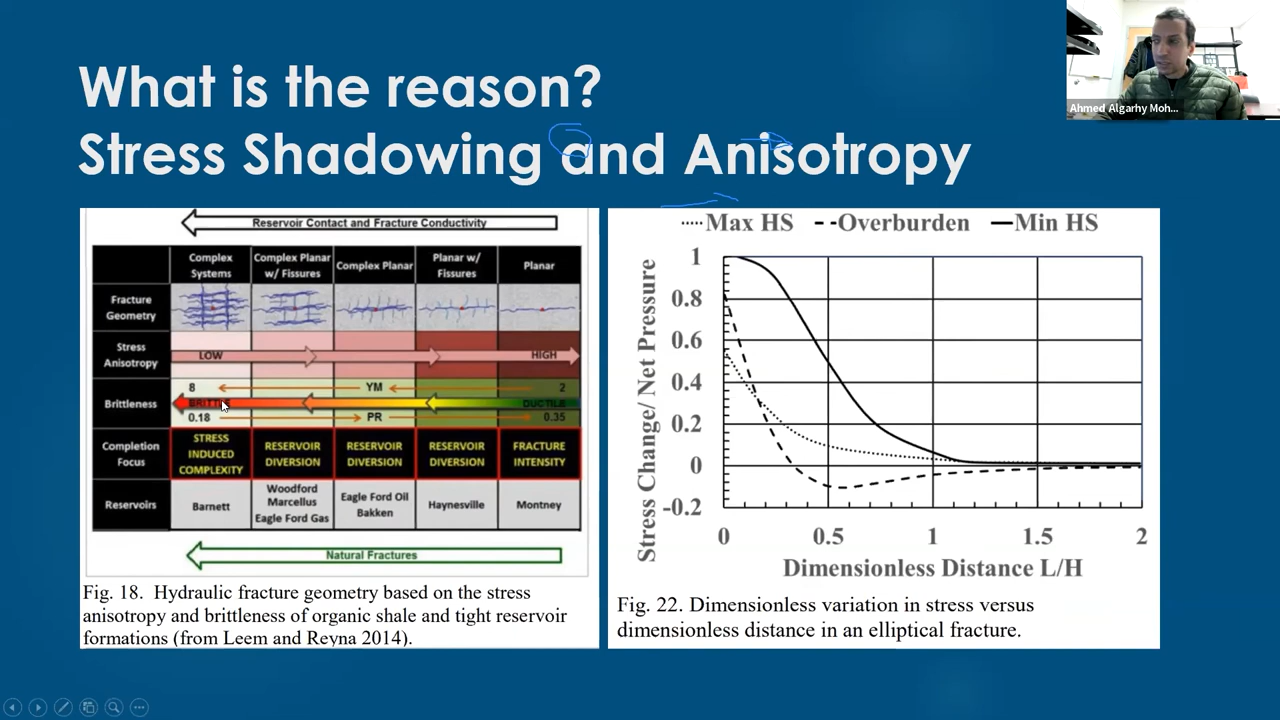 What is the reason?
Stress Shadowing and Anisotropy
Ahmed Algarhy Moh...
Reservoir Contact and Fracture Conductivity
Complex Systems
Complex Planar w/ Fissures
Complex Planar
Planar w/ Fissures
Planar
Fracture Geometry
Stress Anisotropy
LOW
HIGH
Brittleness
8
YM
2
BRITTLE
DUCTILE
0.18
PR
0.35
Completion Focus
STRESS INDUCED COMPLEXITY
RESERVOIR DIVERSION
RESERVOIR DIVERSION
RESERVOIR DIVERSION
FRACTURE INTENSITY
Reservoirs
Barnett
Woodford Marcellus Eagle Ford Gas
Eagle Ford Oil Bakken
Haynesville
Montney
Natural Fractures
Fig. 18. Hydraulic fracture geometry based on the stress
anisotropy and brittleness of organic shale and tight reservoir
formations (from Leem and Reyna 2014).
Max HS
Overburden
Min HS
Stress Change/ Net Pressure
1
0.8
0.6
0.4
0.2
0
-0.2
0
0.5
1
1.5
2
Dimensionless Distance L/H
Fig. 22. Dimensionless variation in stress versus
dimensionless distance in an elliptical fracture.